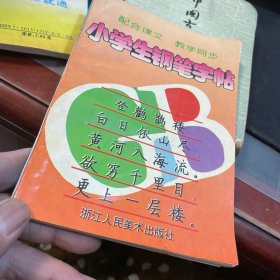 配合课文 教学同步
小学生钢笔字帖
登鹳鹊楼
白日依山尽，
黄河入海流。
欲穷千里目，
更上一层楼。
浙江人民美术出版社